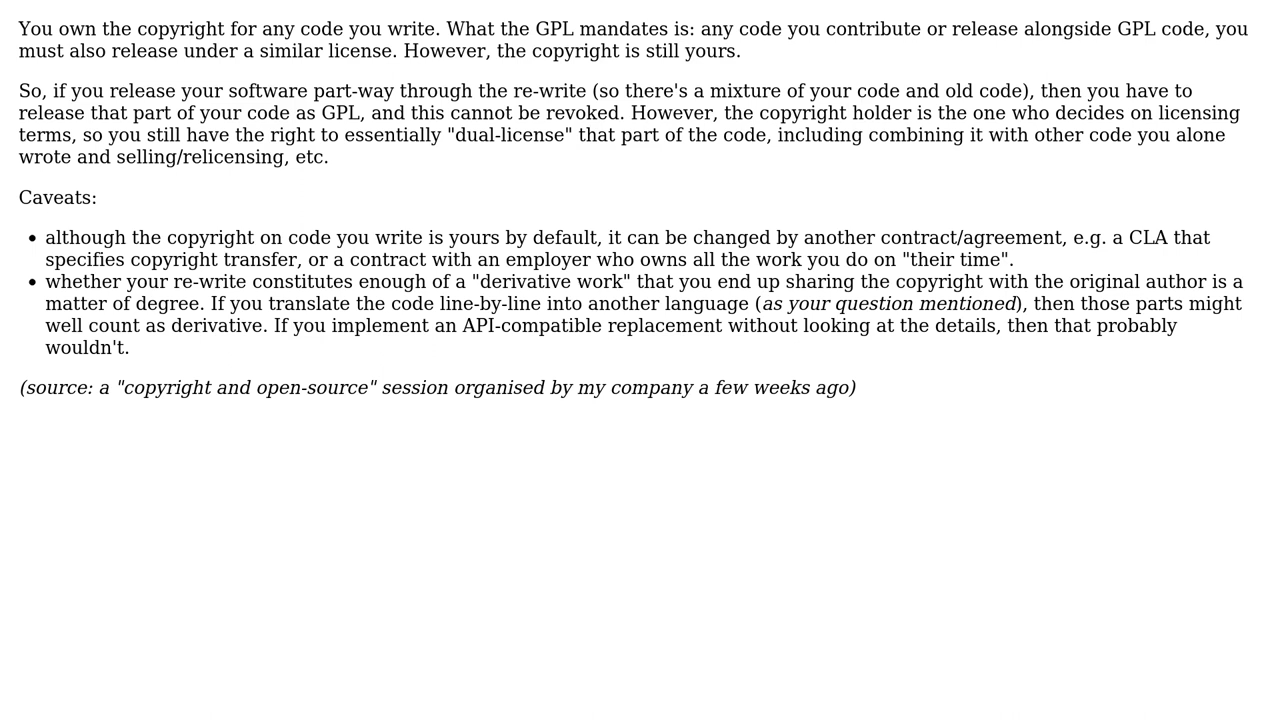 You own the copyright for any code you write. What the GPL mandates is: any code you contribute or release alongside GPL code, you
must also release under a similar license. However, the copyright is still yours.
So, if you release your software part-way through the re-write (so there's a mixture of your code and old code), then you have to
release that part of your code as GPL, and this cannot be revoked. However, the copyright holder is the one who decides on licensing
terms, so you still have the right to essentially "dual-license" that part of the code, including combining it with other code you alone
wrote and selling/relicensing, etc.
Caveats:
• although the copyright on code you write is yours by default, it can be changed by another contract/agreement, e.g. a CLA that
specifies copyright transfer, or a contract with an employer who owns all the work you do on "their time".
• whether your re-write constitutes enough of a "derivative work" that you end up sharing the copyright with the original author is a
matter of degree. If you translate the code line-by-line into another language (as your question mentioned), then those parts might
well count as derivative. If you implement an API-compatible replacement without looking at the details, then that probably
wouldn't.
(source: a "copyright and open-source" session organised by my company a few weeks ago)